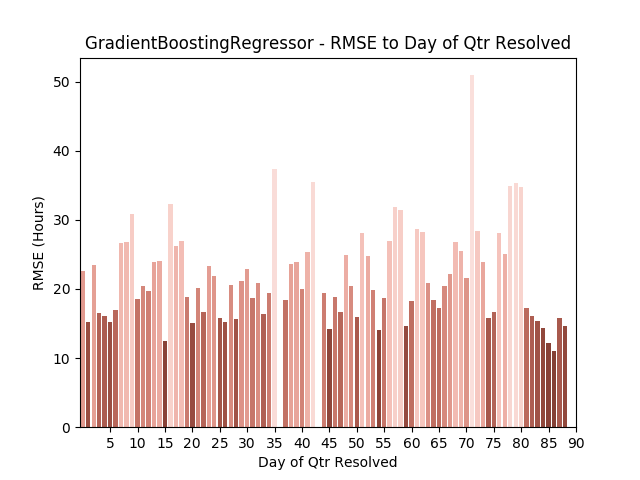 GradientBoostingRegressor - RMSE to Day of Qtr Resolved
50
40
30
20
10
0
RMSE (Hours)
5 10 15 20 25 30 35 40 45 50 55 60 65 70 75 80 85 90
Day of Qtr Resolved